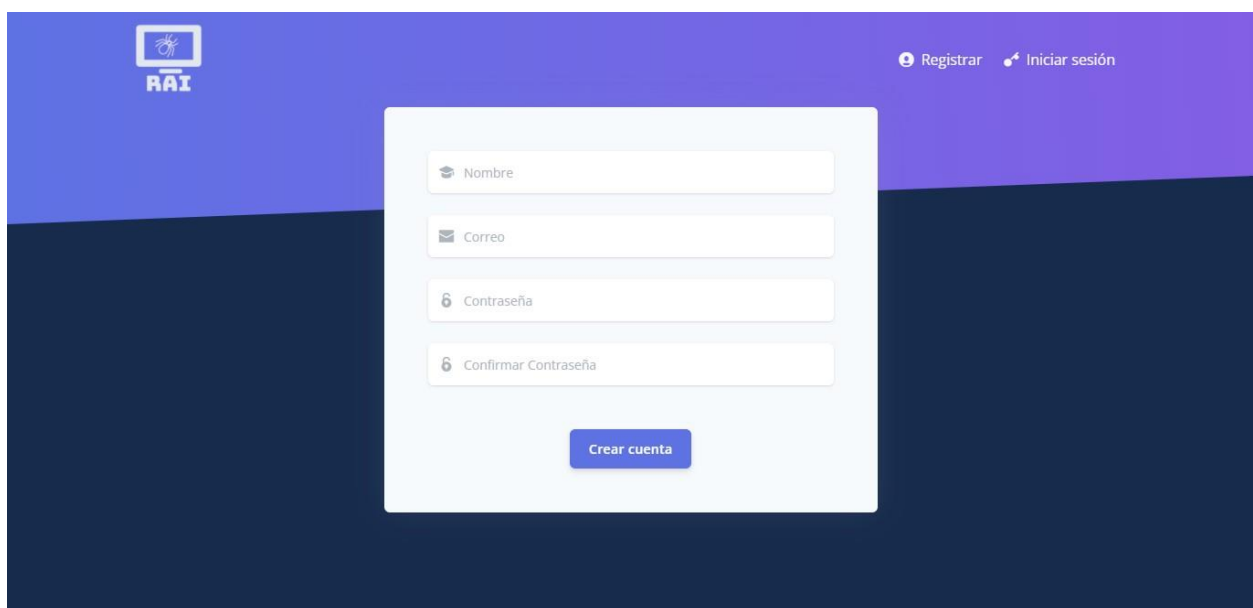 RAI
Registrar Iniciar sesión
Nombre
Correo
Contraseña
Confirmar Contraseña
Crear cuenta